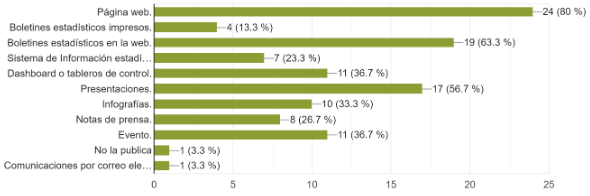 Página web. 24 (80 %)
Boletines estadísticos impresos. 4 (13.3 %)
Boletines estadísticos en la web. 19 (63.3 %)
Sistema de Información estadí... 7 (23.3 %)
Dashboard o tableros de control. 11 (36.7 %)
Presentaciones. 17 (56.7 %)
Infografías. 10 (33.3 %)
Notas de prensa. 8 (26.7 %)
Evento. 11 (36.7 %)
No la publica 1 (3.3 %)
Comunicaciones por correo ele... 1 (3.3 %)
0 5 10 15 20 25